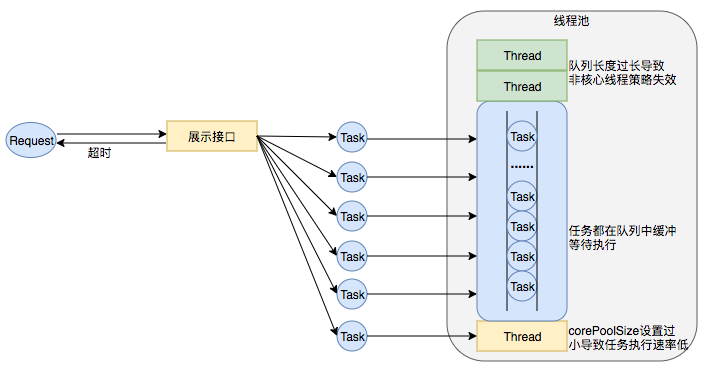 线程池
Thread
队列长度过长导致
非核心线程策略失效
Thread
Request
超时
展示接口
Task
Task
Task
Task
Task
Task
Task
......
Task
Task
Task
Task
任务都在队列中缓冲
等待执行
Thread
corePoolSize设置过
小导致任务执行速率低